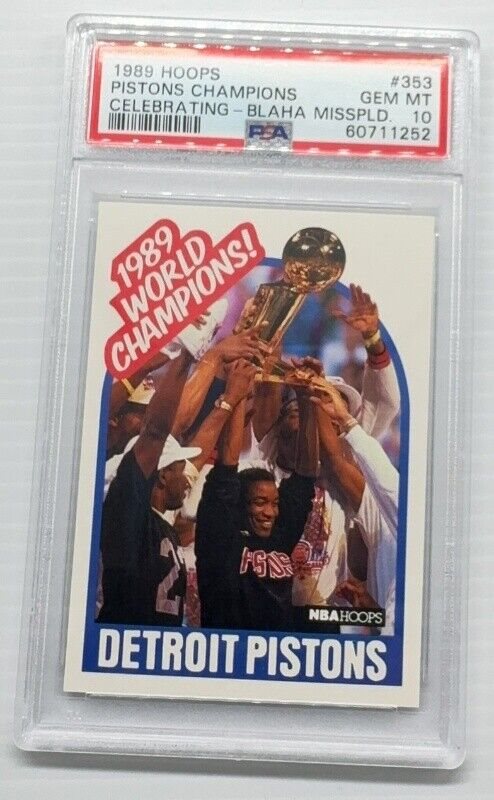 1989 HOOPS #353
PISTONS CHAMPIONS GEM MT
CELEBRATING - BLAHA MISSPLD. 10
PSA 60711252
1989
WORLD
CHAMPIONS!
NBA HOOPS
DETROIT PISTONS